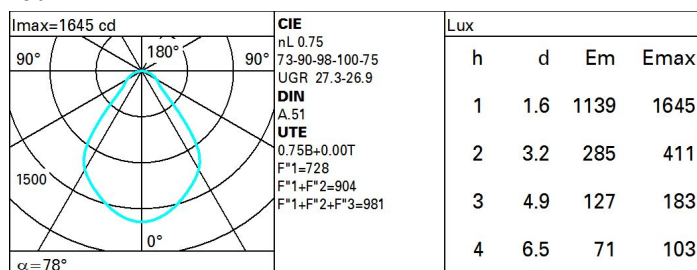 Imax=1645 cd
90° 180° 90°
1500
0°
α=78°
CIE
nL 0.75
73-90-98-100-75
UGR 27.3-26.9
DIN
A.51
UTE
0.75B+0.00T
F"1=728
F"1+F"2=904
F"1+F"2+F"3=981
Lux
h d Em Emax
1 1.6 1139 1645
2 3.2 285 411
3 4.9 127 183
4 6.5 71 103